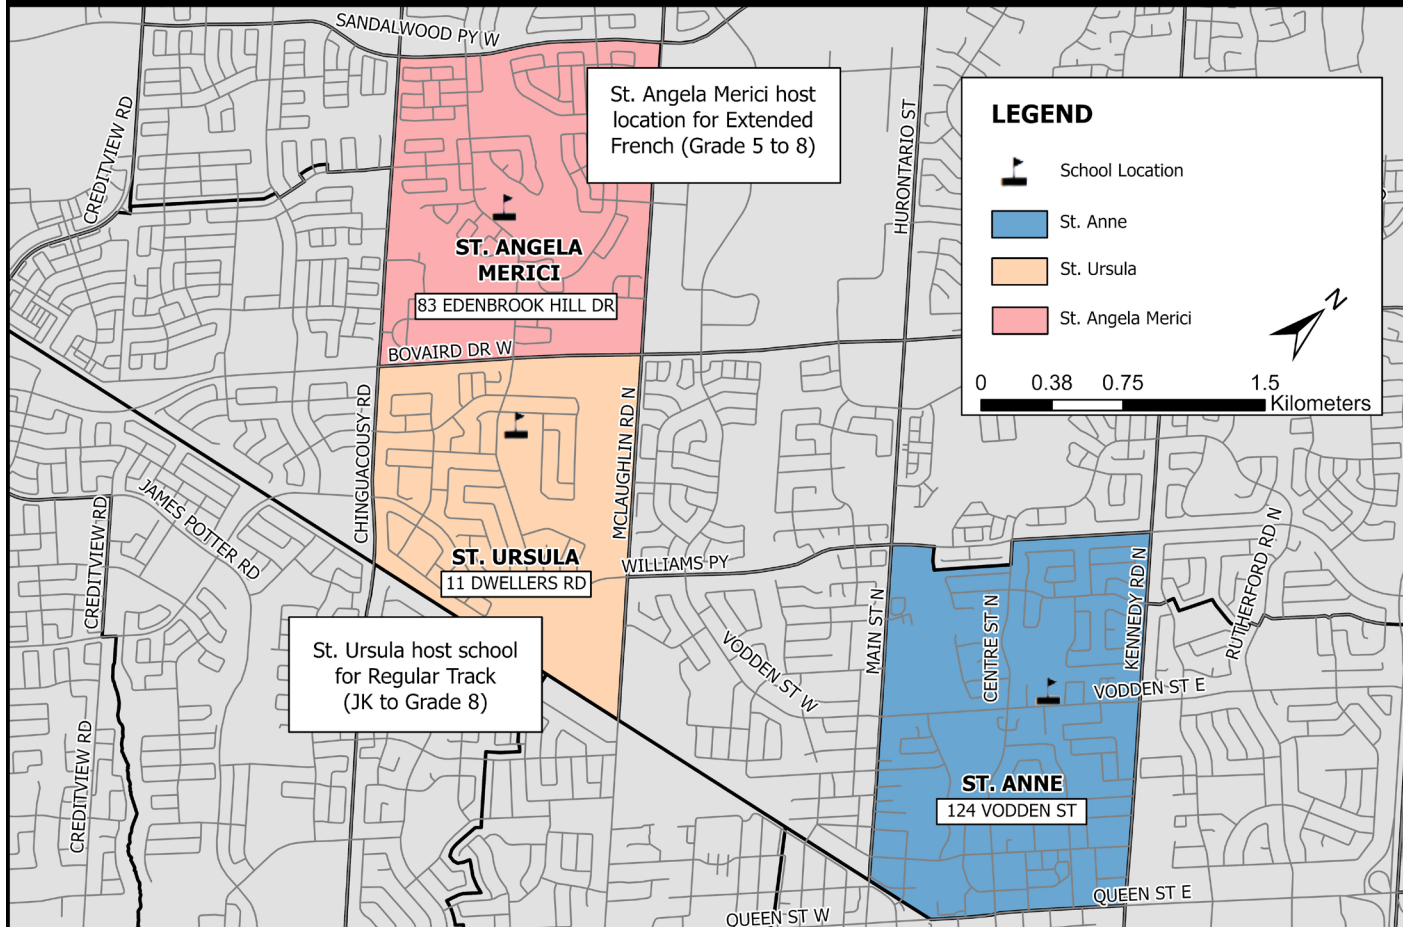 SANDALWOOD PY W
CREDITVIEW RD
St. Angela Merici host
location for Extended
French (Grade 5 to 8)
HURONTARIO ST
LEGEND
School Location
St. Anne
St. Ursula
St. Angela Merici
N
0 0.38 0.75 1.5
Kilometers
ST. ANGELA
MERICI
83 EDENBROOK HILL DR
BOVAIRD DR W
CHINGUACOUSY RD
MCLAUGHLIN RD N
JAMES POTTER RD
CREDITVIEW RD
ST. URSULA
11 DWELLERS RD
WILLIAMS PY
MAIN ST N
CENTRE ST N
KENNEDY RD N
RUTHERFORD RD N
St. Ursula host school
for Regular Track
(JK to Grade 8)
VODDEN ST W
VODDEN ST E
CREDITVIEW RD
ST. ANNE
124 VODDEN ST
QUEEN ST W
QUEEN ST E